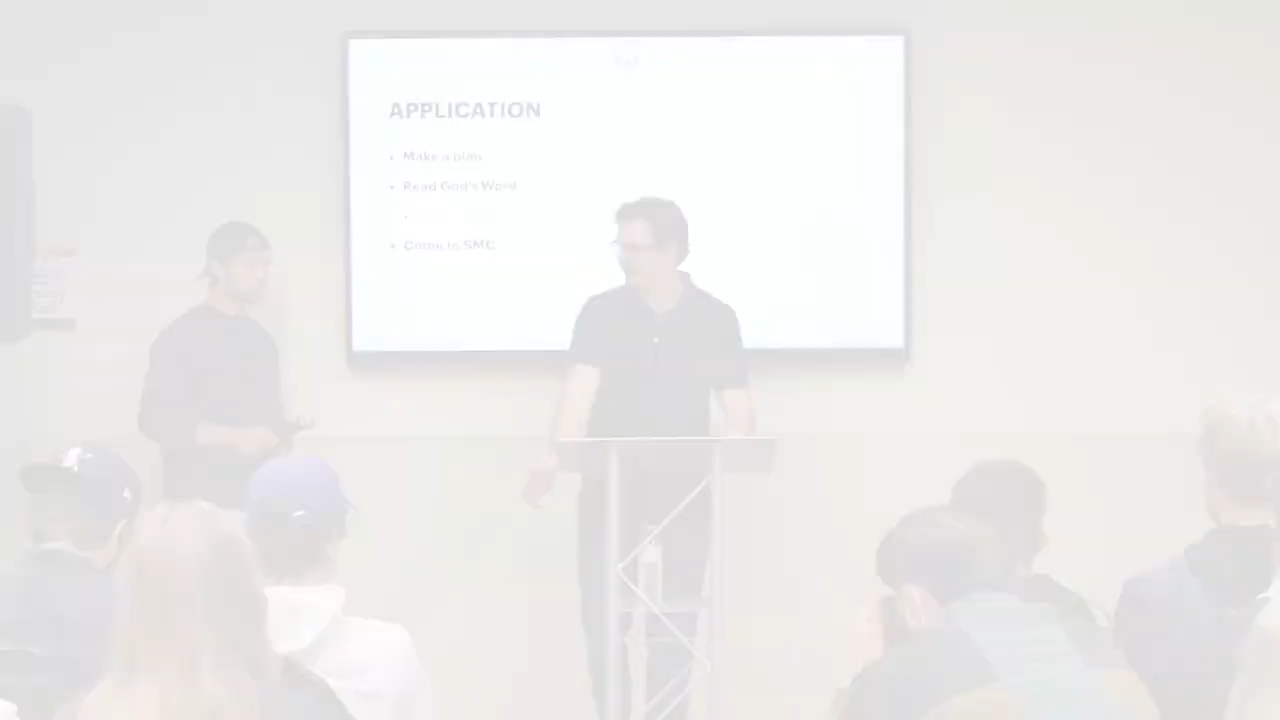 APPLICATION
• Make a plan.
• Read God's Word
•
• Come to SMC